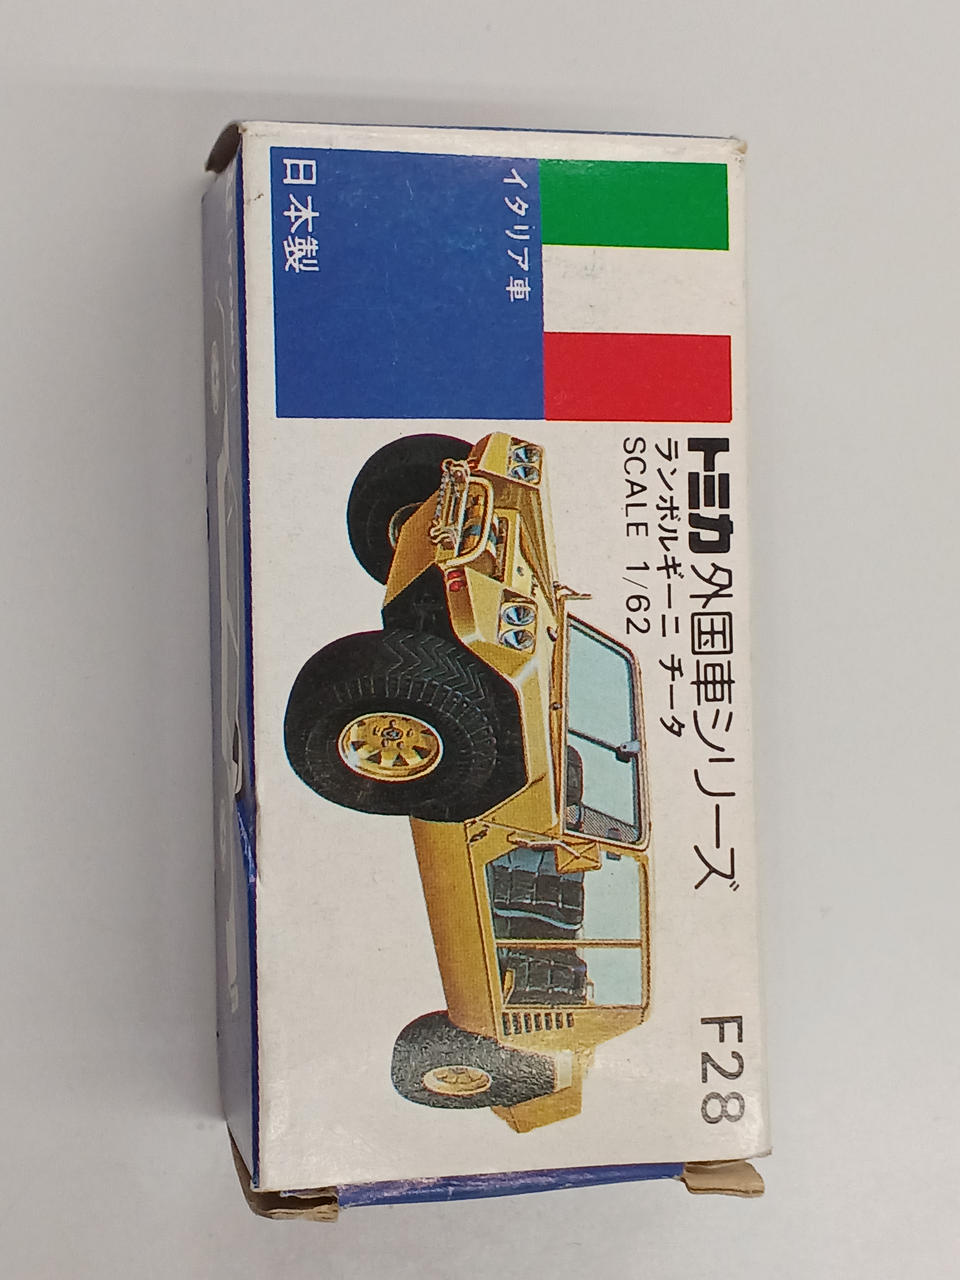 トミカ 外国車シリーズ F28
ランボルギーニ チータ
SCALE 1/62
イタリア車
日本製